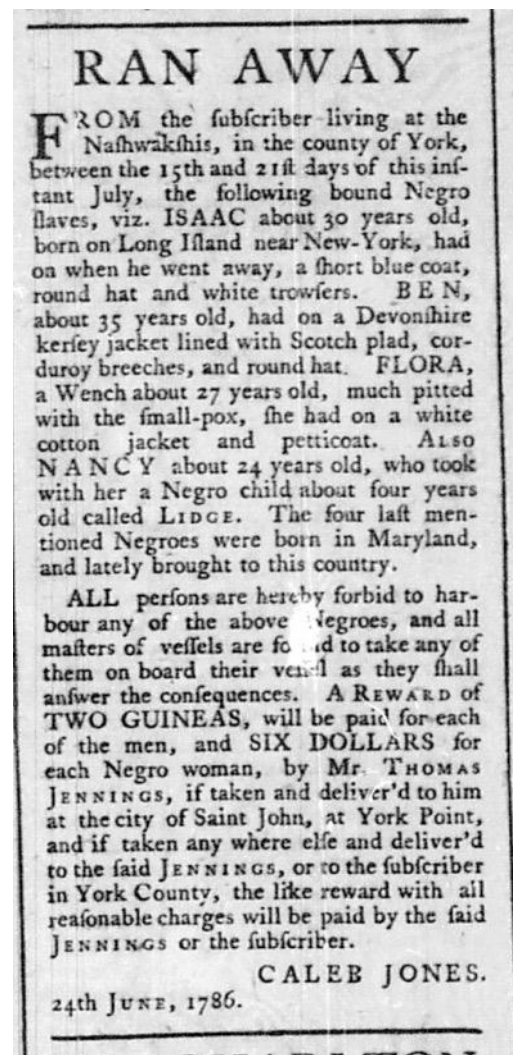 RAN AWAY
FROM the ſubſcriber living at the
Naſhwakſhis, in the county of York,
between the 15th and 21ſt days of this inſ-
tant July, the following bound Negro
ſlaves, viz. ISAAC about 30 years old,
born on Long Iſland near New-York, had
on when he went away, a ſhort blue coat,
round hat and white trowſers. BEN,
about 35 years old, had on a Devonſhire
kerſey jacket lined with Scotch plad, cor-
duroy breeches, and round hat. FLORA,
a Wench about 27 years old, much pitted
with the ſmall-pox, ſhe had on a white
cotton jacket and petticoat. ALSO
NANCY about 24 years old, who took
with her a Negro child about four years
old called LIDGE. The four laſt men-
tioned Negroes were born in Maryland,
and lately brought to this country.
ALL perſons are hereby forbid to har-
bour any of the above Negroes, and all
maſters of veſſels are forbid to take any of
them on board their veſſel as they ſhall
anſwer the conſequences. A REWARD of
TWO GUINEAS, will be paid for each
of the men, and SIX DOLLARS for
each Negro woman, by Mr. THOMAS
JENNINGS, if taken and deliver'd to him
at the city of Saint John, at York Point,
and if taken any where elſe and deliver'd
to the ſaid JENNINGS, or to the ſubſcriber
in York County, the like reward with all
reaſonable charges will be paid by the ſaid
JENNINGS or the ſubſcriber.
CALEB JONES.
24th JUNE, 1786.